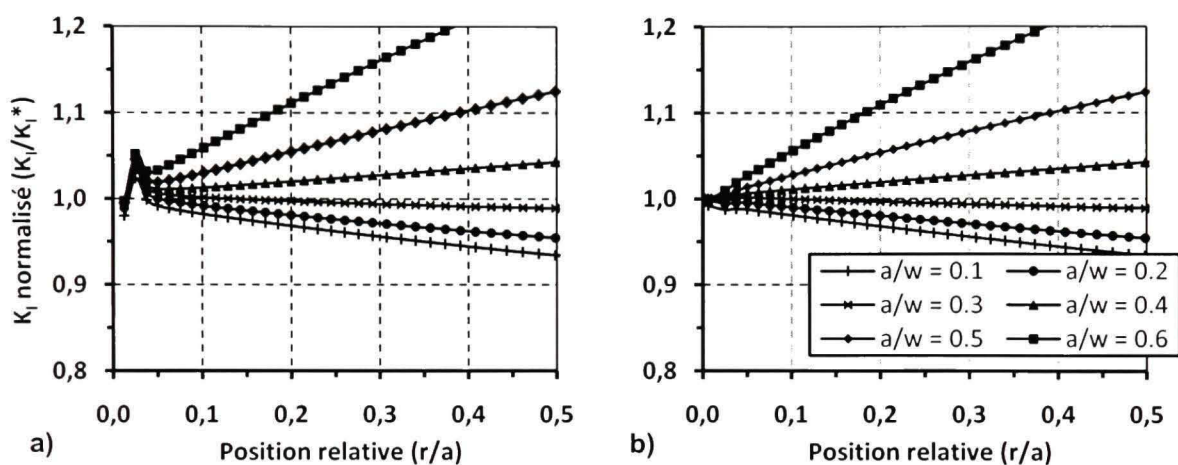 1,2
1,1
1,0
0,9
0,8
K_I normalisé (K_I/K_I*)
0,0 0,1 0,2 0,3 0,4 0,5
Position relative (r/a)
a)
1,2
1,1
1,0
0,9
0,8
a/w = 0.1 a/w = 0.2
a/w = 0.3 a/w = 0.4
a/w = 0.5 a/w = 0.6
0,0 0,1 0,2 0,3 0,4 0,5
Position relative (r/a)
b)